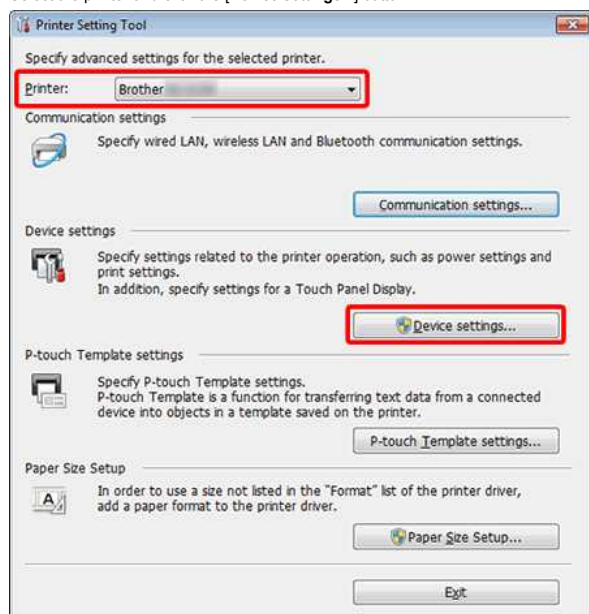 Printer Setting Tool
Specify advanced settings for the selected printer.
Printer: Brother
Communication settings
Specify wired LAN, wireless LAN and Bluetooth communication settings.
Communication settings...
Device settings
Specify settings related to the printer operation, such as power settings and
print settings.
In addition, specify settings for a Touch Panel Display.
Device settings...
P-touch Template settings
Specify P-touch Template settings.
P-touch Template is a function for transferring text data from a connected
device into objects in a template saved on the printer.
P-touch Template settings...
Paper Size Setup
In order to use a size not listed in the "Format" list of the printer driver,
add a paper format to the printer driver.
Paper Size Setup...
Exit